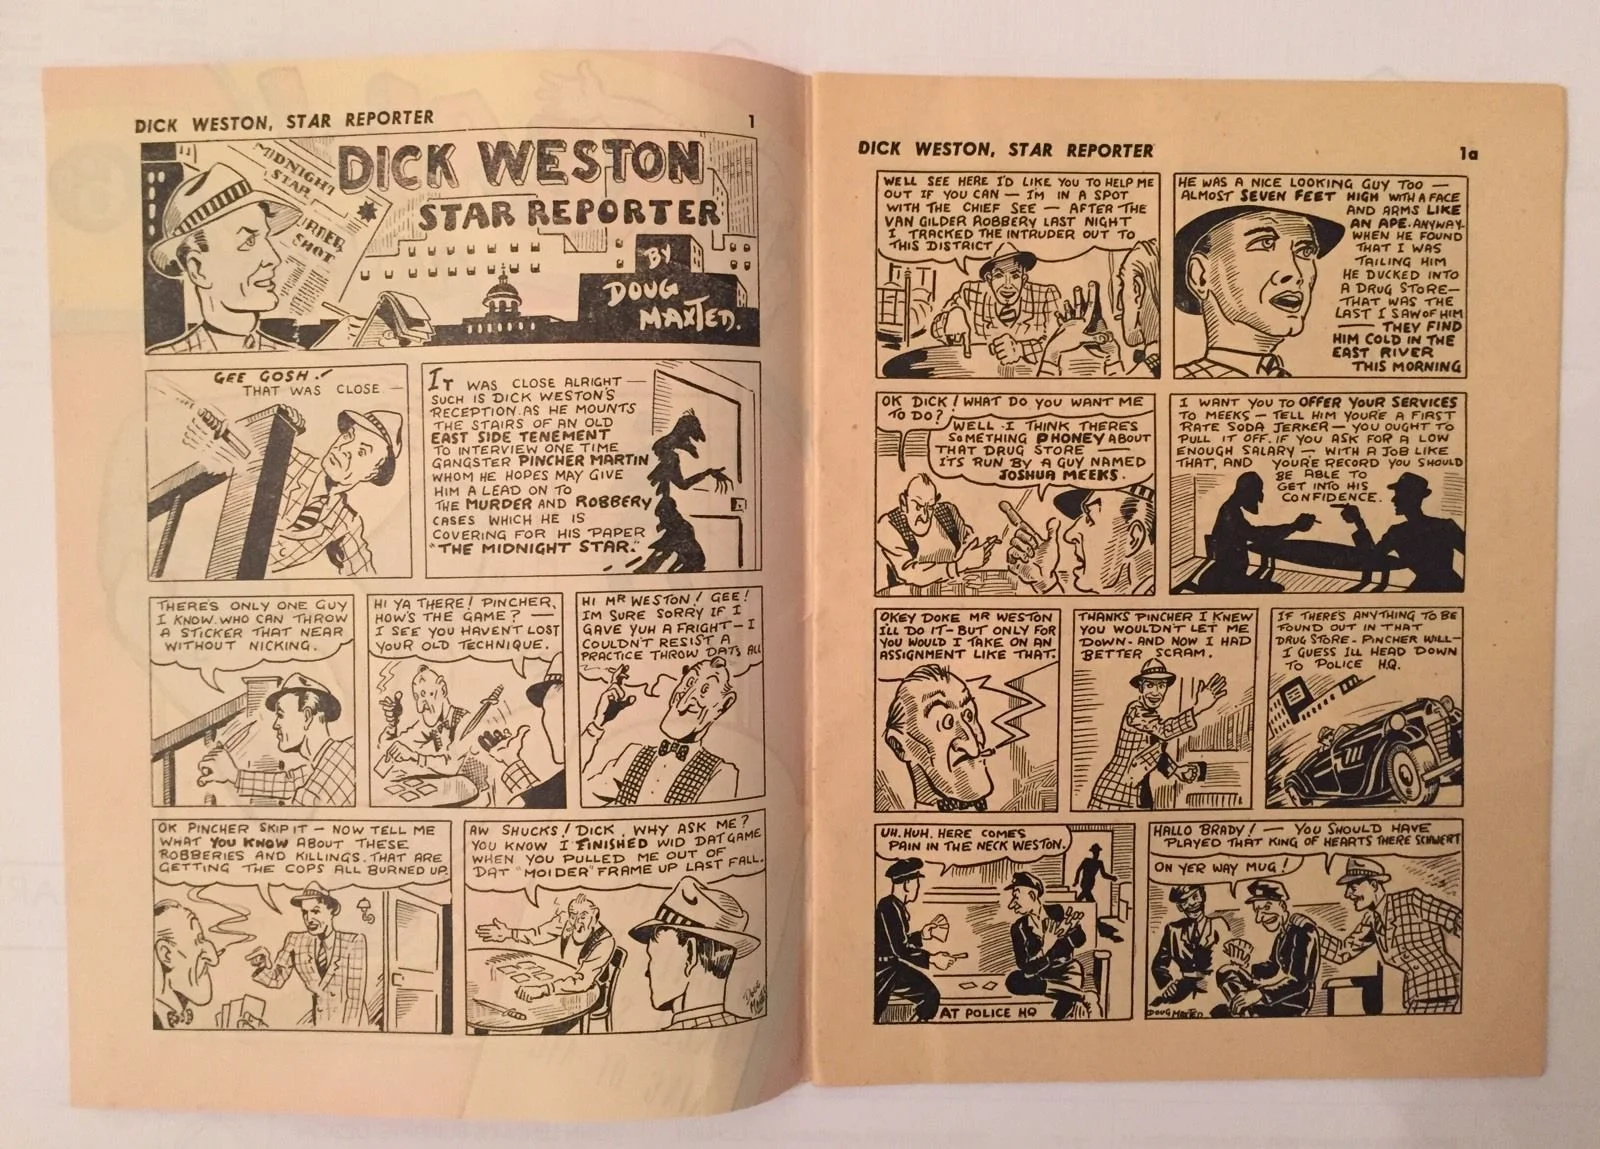 DICK WESTON, STAR REPORTER
1
MIDNIGHT
STAR
MURDER
SHOT
DICK WESTON
STAR REPORTER
BY
DOUG
MAXTED.
GEE GOSH!
THAT WAS CLOSE —
IT WAS CLOSE ALRIGHT —
SUCH IS DICK WESTON'S
RECEPTION. AS HE MOUNTS
THE STAIRS OF AN OLD
EAST SIDE TENEMENT
TO INTERVIEW ONE TIME
GANGSTER PINCHER MARTIN
WHOM HE HOPES MAY GIVE
HIM A LEAD ON TO
THE MURDER AND ROBBERY
CASES WHICH HE IS
COVERING FOR HIS PAPER
"THE MIDNIGHT STAR."
THERE'S ONLY ONE GUY
I KNOW. WHO CAN THROW
A STICKER THAT NEAR
WITHOUT NICKING.
HI YA THERE! PINCHER,
HOW'S THE GAME? —
I SEE YOU HAVEN'T LOST
YOUR OLD TECHNIQUE.
HI MR WESTON! GEE!
IM SURE SORRY IF I
GAVE YUH A FRIGHT — I
COULDN'T RESIST A
PRACTICE THROW DATS ALL
OK PINCHER SKIP IT — NOW TELL ME
WHAT YOU KNOW ABOUT THESE
ROBBERIES AND KILLINGS. THAT ARE
GETTING THE COPS ALL BURNED UP.
AW SHUCKS! DICK. WHY ASK ME?
YOU KNOW I FINISHED WID DAT GAME
WHEN YOU PULLED ME OUT OF
DAT "MOIDER" FRAME UP LAST FALL.
DOUG
MAXTED
DICK WESTON, STAR REPORTER
1a
WELL SEE HERE I'D LIKE YOU TO HELP ME
OUT IF YOU CAN — I'M IN A SPOT
WITH THE CHIEF SEE — AFTER THE
VAN GILDER ROBBERY LAST NIGHT
I TRACKED THE INTRUDER OUT TO
THIS DISTRICT
HE WAS A NICE LOOKING GUY TOO —
ALMOST SEVEN FEET HIGH WITH A FACE
AND ARMS LIKE
AN APE. ANYWAY-
WHEN HE FOUND
THAT I WAS
TAILING HIM
HE DUCKED INTO
A DRUG STORE—
THAT WAS THE
LAST I SAW OF HIM
— THEY FIND
HIM COLD IN THE
EAST RIVER
THIS MORNING
OK DICK! WHAT DO YOU WANT ME
TO DO?
WELL - I THINK THERE'S
SOMETHING PHONEY ABOUT
THAT DRUG STORE —
ITS RUN BY A GUY NAMED
JOSHUA MEEKS.
I WANT YOU TO OFFER YOUR SERVICES
TO MEEKS — TELL HIM YOU'RE A FIRST
RATE SODA JERKER — YOU OUGHT TO
PULL IT OFF. IF YOU ASK FOR A LOW
ENOUGH SALARY — WITH A JOB LIKE
THAT, AND YOU'RE RECORD YOU SHOULD
BE ABLE TO
GET INTO HIS
CONFIDENCE.
OKEY DOKE MR WESTON
I'LL DO IT — BUT ONLY FOR
YOU WOULD I TAKE ON AN
ASSIGNMENT LIKE THAT.
THANKS PINCHER I KNEW
YOU WOULDN'T LET ME
DOWN - AND NOW I HAD
BETTER SCRAM.
IF THERE'S ANYTHING TO BE
FOUND OUT IN THAT
DRUG STORE - PINCHER WILL —
I GUESS ILL HEAD DOWN
TO POLICE H.Q.
UH. HUH. HERE COMES
PAIN IN THE NECK WESTON.
AT POLICE HQ
HALLO BRADY! — YOU SHOULD HAVE
PLAYED THAT KING OF HEARTS THERE SCHWERT
ON YER WAY MUG!
DOUG MAXTED